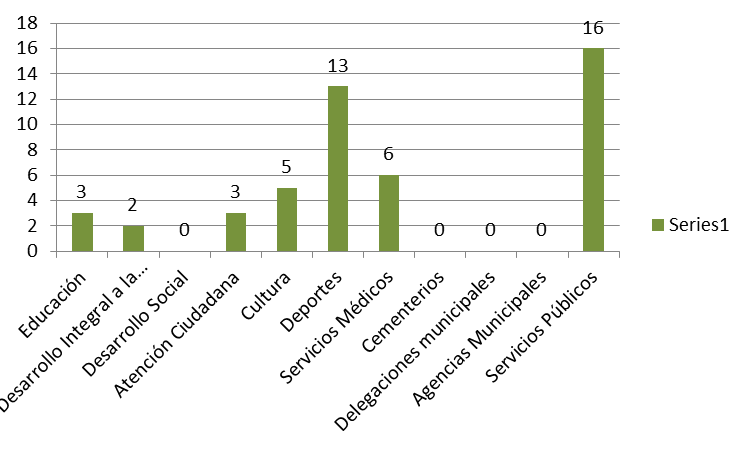 18
16
14
12
10
8
6
4
2
0
3
2
0
3
5
13
6
0
0
0
16
Educación
Desarrollo Integral a la...
Desarrollo Social
Atención Ciudadana
Cultura
Deportes
Servicios Médicos
Cementerios
Delegaciones municipales
Agencias Municipales
Servicios Públicos
Series1